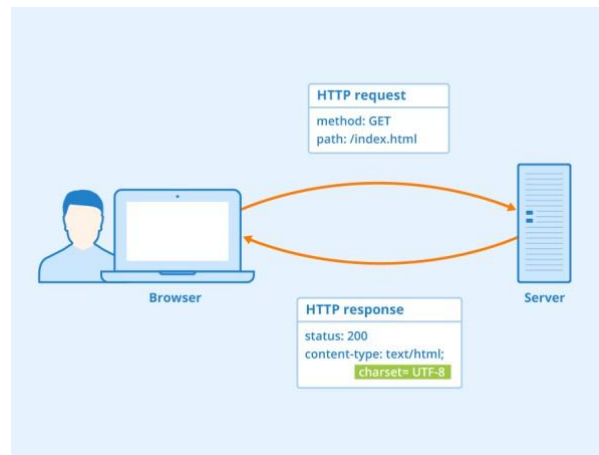 HTTP request
method: GET
path: /index.html
Browser
Server
HTTP response
status: 200
content-type: text/html;
charset= UTF-8